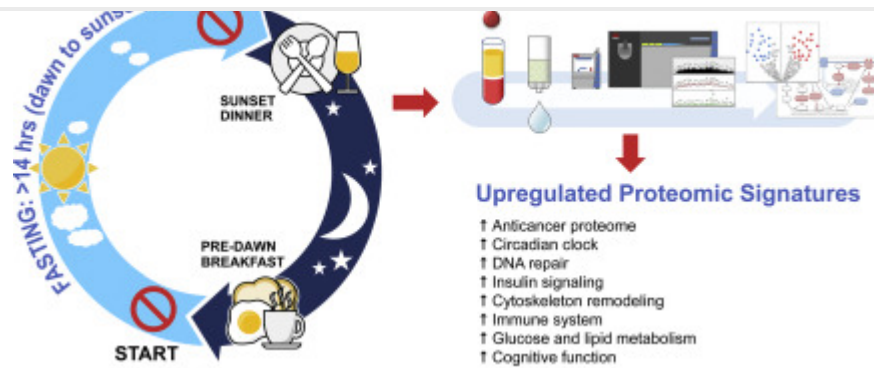 FASTING: >14 hrs (dawn to
SUNSET
DINNER
PRE-DAWN
BREAKFAST
START
Upregulated Proteomic Signatures
↑ Anticancer proteome
↑ Circadian clock
↑ DNA repair
↑ Insulin signaling
↑ Cytoskeleton remodeling
↑ Immune system
↑ Glucose and lipid metabolism
↑ Cognitive function